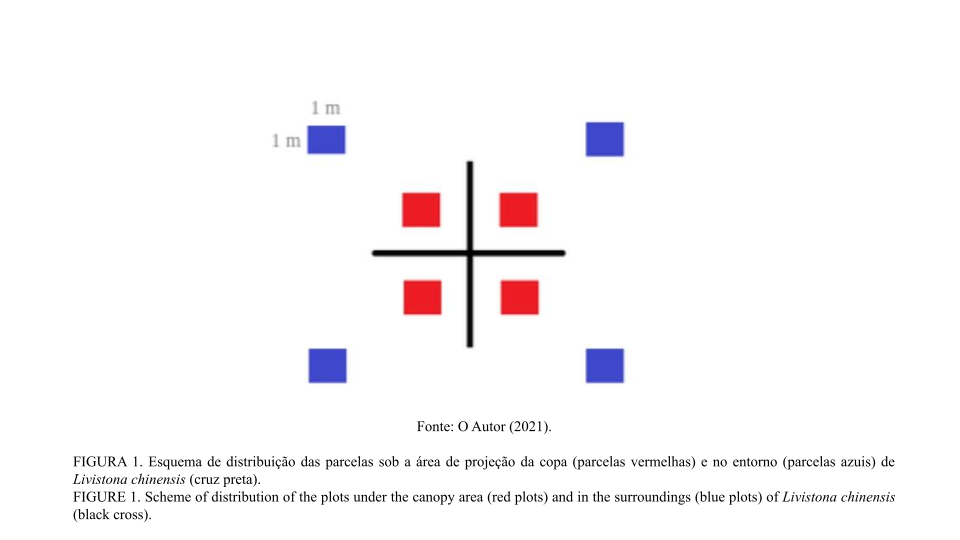 1 m
1 m
Fonte: O Autor (2021).
FIGURA 1. Esquema de distribuição das parcelas sob a área de projeção da copa (parcelas vermelhas) e no entorno (parcelas azuis) de
Livistona chinensis (cruz preta).
FIGURE 1. Scheme of distribution of the plots under the canopy area (red plots) and in the surroundings (blue plots) of Livistona chinensis
(black cross).